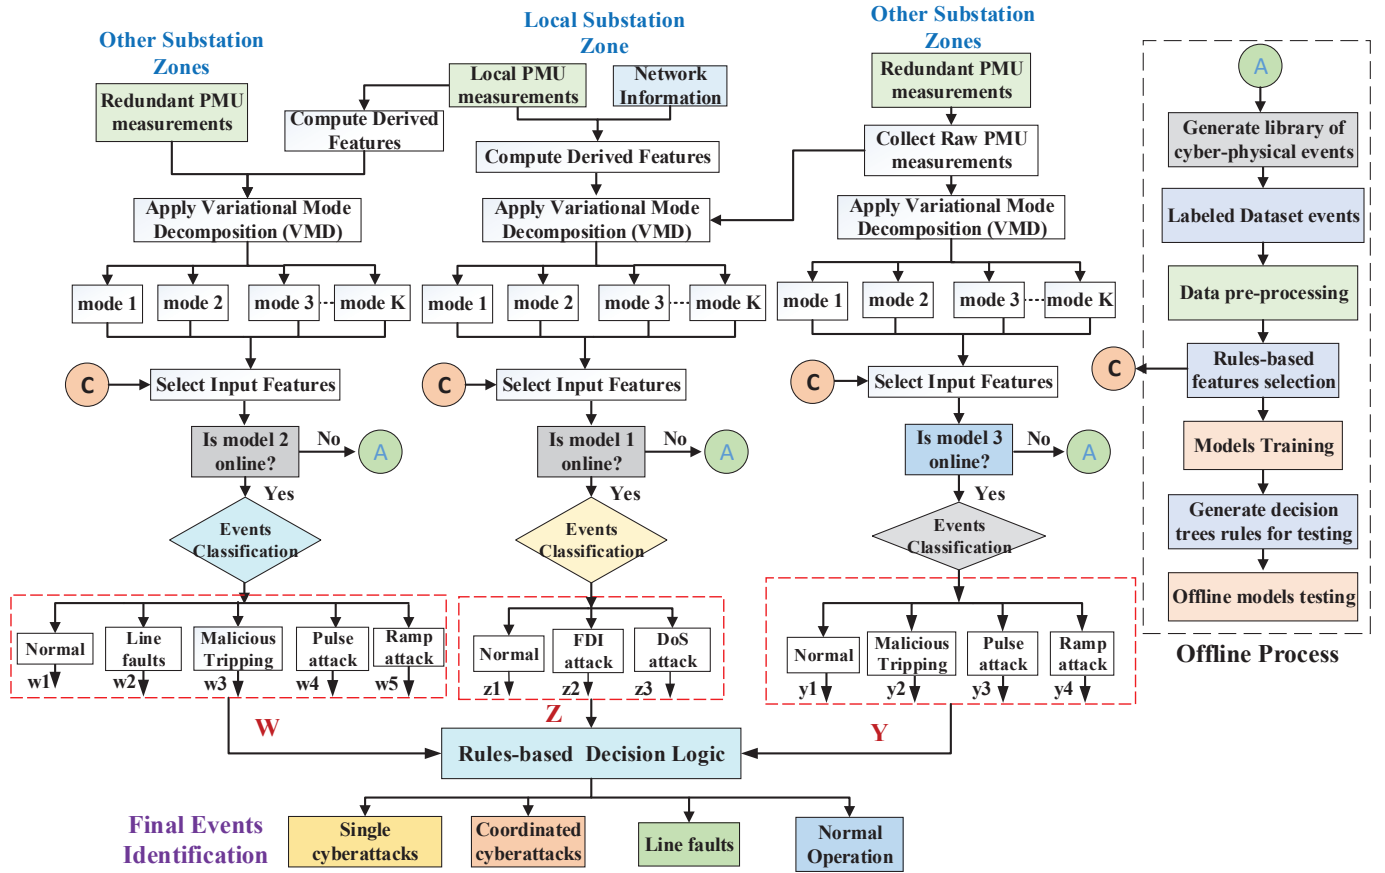 Other Substation
Zones
Local Substation
Zone
Other Substation
Zones
Redundant PMU
measurements
Compute Derived
Features
Local PMU
measurements
Network
Information
Compute Derived Features
Redundant PMU
measurements
Collect Raw PMU
measurements
Apply Variational Mode
Decomposition (VMD)
Apply Variational Mode
Decomposition (VMD)
Apply Variational Mode
Decomposition (VMD)
mode 1
mode 2
mode 3
mode K
mode 1
mode 2
mode 3
mode K
mode 1
mode 2
mode 3
mode K
C
Select Input Features
C
Select Input Features
C
Select Input Features
Is model 2
online?
No
A
Yes
Is model 1
online?
No
A
Yes
Is model 3
online?
No
A
Yes
Events
Classification
Events
Classification
Events
Classification
Normal
Line
faults
Malicious
Tripping
Pulse
attack
Ramp
attack
w1
w2
w3
w4
w5
Normal
FDI
attack
DoS
attack
z1
z2
z3
Normal
Malicious
Tripping
Pulse
attack
Ramp
attack
y1
y2
y3
y4
W
Z
Y
Rules-based Decision Logic
Final Events
Identification
Single
cyberattacks
Coordinated
cyberattacks
Line faults
Normal
Operation
A
Generate library of
cyber-physical events
Labeled Dataset events
Data pre-processing
Rules-based
features selection
C
Models Training
Generate decision
trees rules for testing
Offline models testing
Offline Process